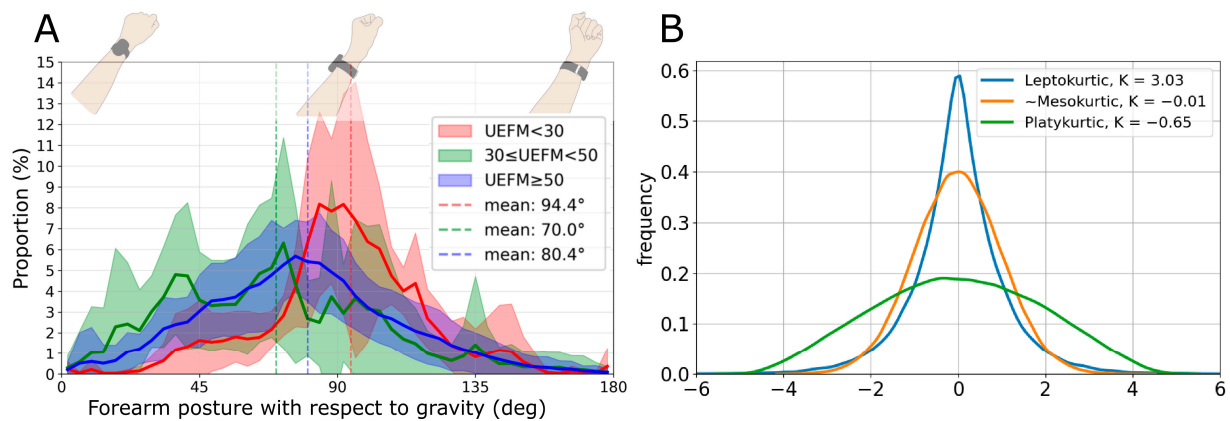 A
15
14
13
12
11
10
9
8
7
6
5
4
3
2
1
0
Proportion (%)
UEFM<30
30≤UEFM<50
UEFM≥50
mean: 94.4°
mean: 70.0°
mean: 80.4°
0 45 90 135 180
Forearm posture with respect to gravity (deg)
B
0.6
0.5
0.4
0.3
0.2
0.1
0.0
frequency
Leptokurtic, K = 3.03
~Mesokurtic, K = −0.01
Platykurtic, K = −0.65
−6 −4 −2 0 2 4 6